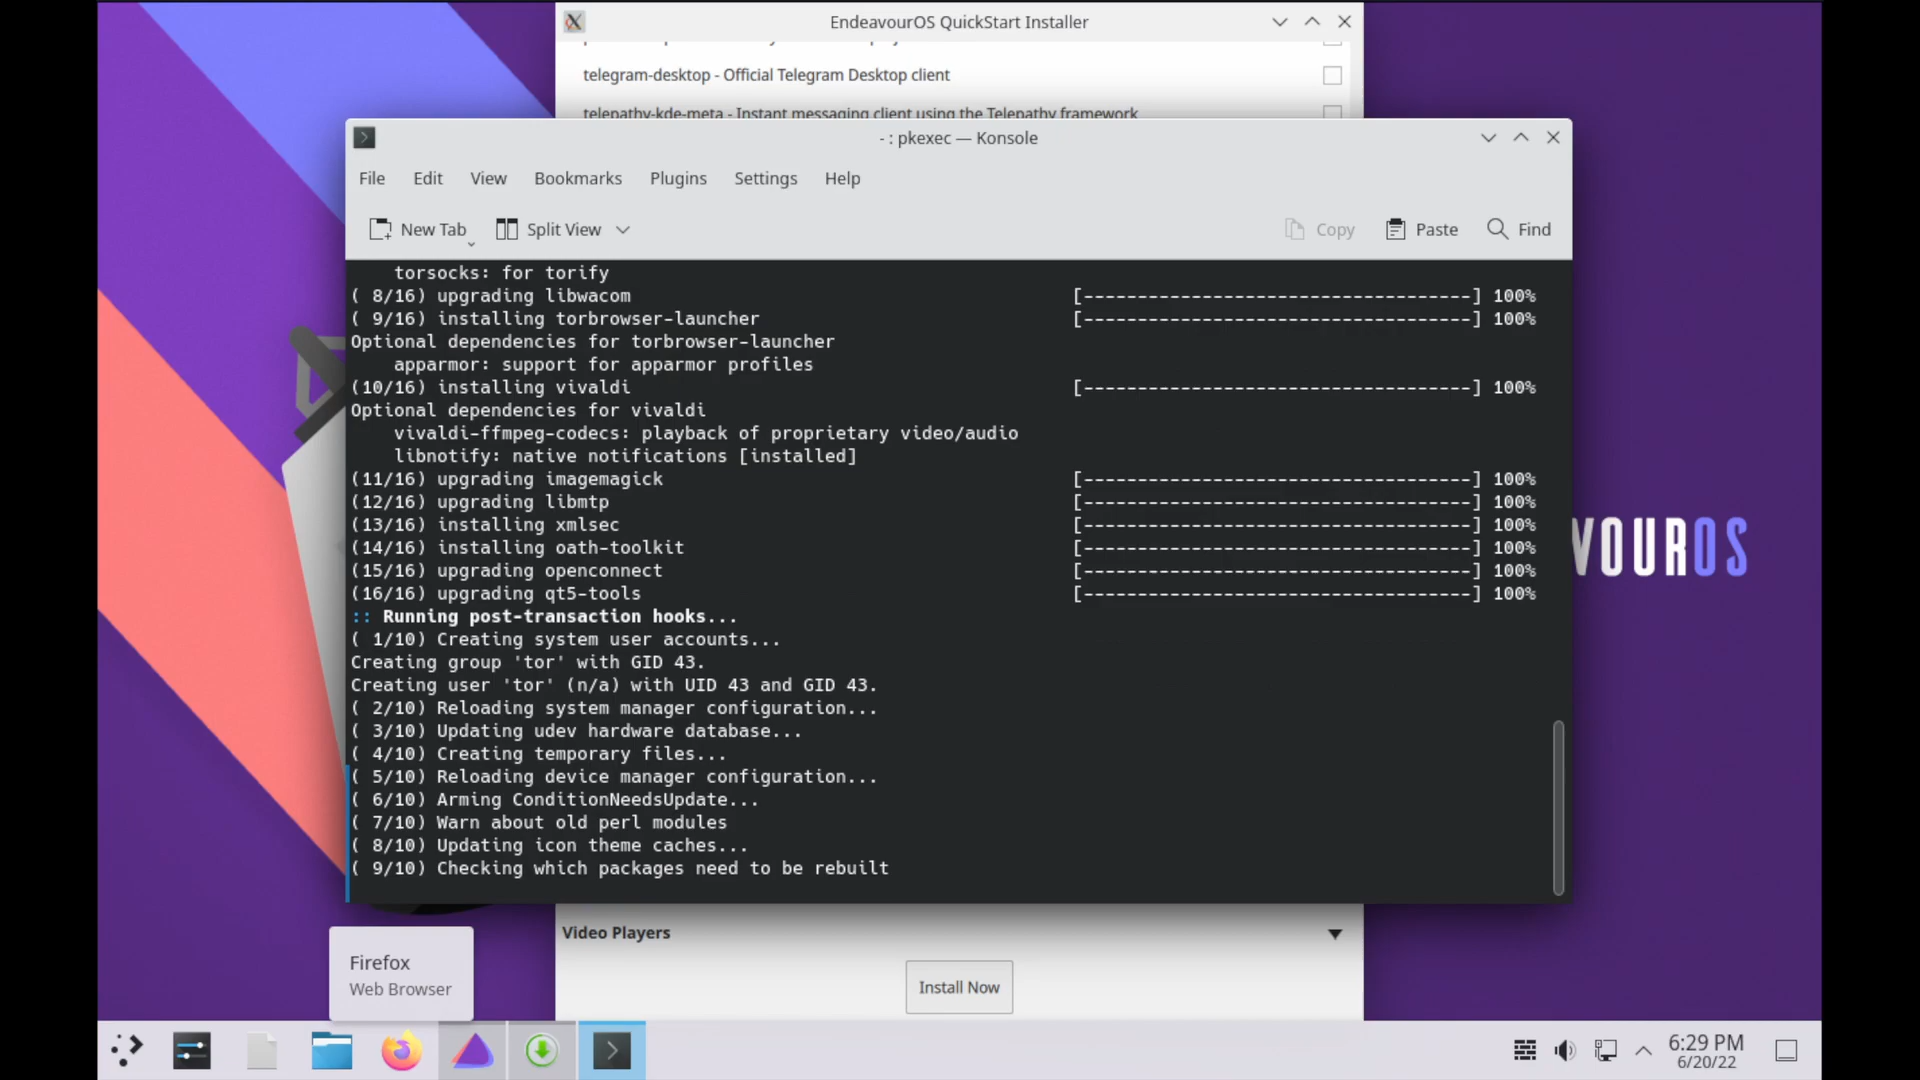 EndeavourOS QuickStart Installer
telegram-desktop - Official Telegram Desktop client
telepathy-kde-meta - Instant messaging client using the Telepathy framework
- : pkexec — Konsole
File Edit View Bookmarks Plugins Settings Help
New Tab Split View Copy Paste Find
torsocks: for torify
( 8/16) upgrading libwacom [------------------------------------] 100%
( 9/16) installing torbrowser-launcher [------------------------------------] 100%
Optional dependencies for torbrowser-launcher
apparmor: support for apparmor profiles
(10/16) installing vivaldi [------------------------------------] 100%
Optional dependencies for vivaldi
vivaldi-ffmpeg-codecs: playback of proprietary video/audio
libnotify: native notifications [installed]
(11/16) upgrading imagemagick [------------------------------------] 100%
(12/16) upgrading libmtp [------------------------------------] 100%
(13/16) installing xmlsec [------------------------------------] 100%
(14/16) installing oath-toolkit [------------------------------------] 100%
(15/16) upgrading openconnect [------------------------------------] 100%
(16/16) upgrading qt5-tools [------------------------------------] 100%
:: Running post-transaction hooks...
( 1/10) Creating system user accounts...
Creating group 'tor' with GID 43.
Creating user 'tor' (n/a) with UID 43 and GID 43.
( 2/10) Reloading system manager configuration...
( 3/10) Updating udev hardware database...
( 4/10) Creating temporary files...
( 5/10) Reloading device manager configuration...
( 6/10) Arming ConditionNeedsUpdate...
( 7/10) Warn about old perl modules
( 8/10) Updating icon theme caches...
( 9/10) Checking which packages need to be rebuilt
VOUROS
Video Players
Install Now
Firefox
Web Browser
6:29 PM
6/20/22